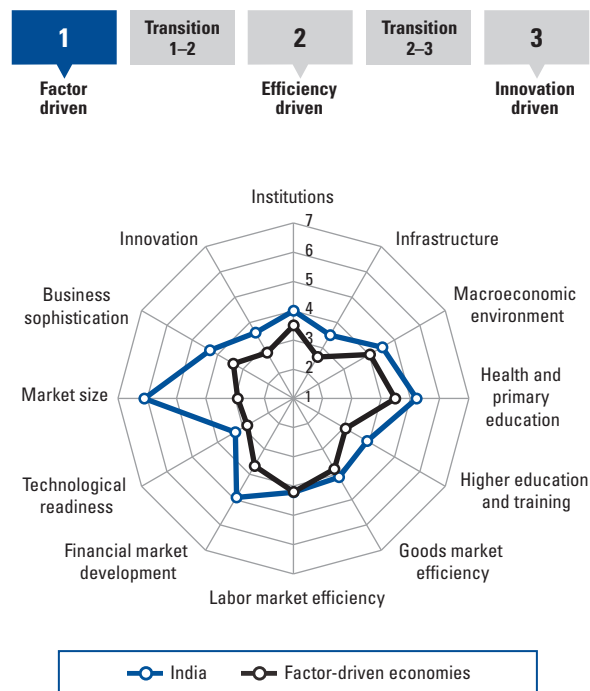 1
Transition
1–2
2
Transition
2–3
3
Factor
driven
Efficiency
driven
Innovation
driven
Institutions
7
6
5
4
3
2
1
Infrastructure
Macroeconomic
environment
Health and
primary
education
Higher education
and training
Goods market
efficiency
Labor market efficiency
Financial market
development
Technological
readiness
Market size
Business
sophistication
Innovation
India
Factor-driven economies